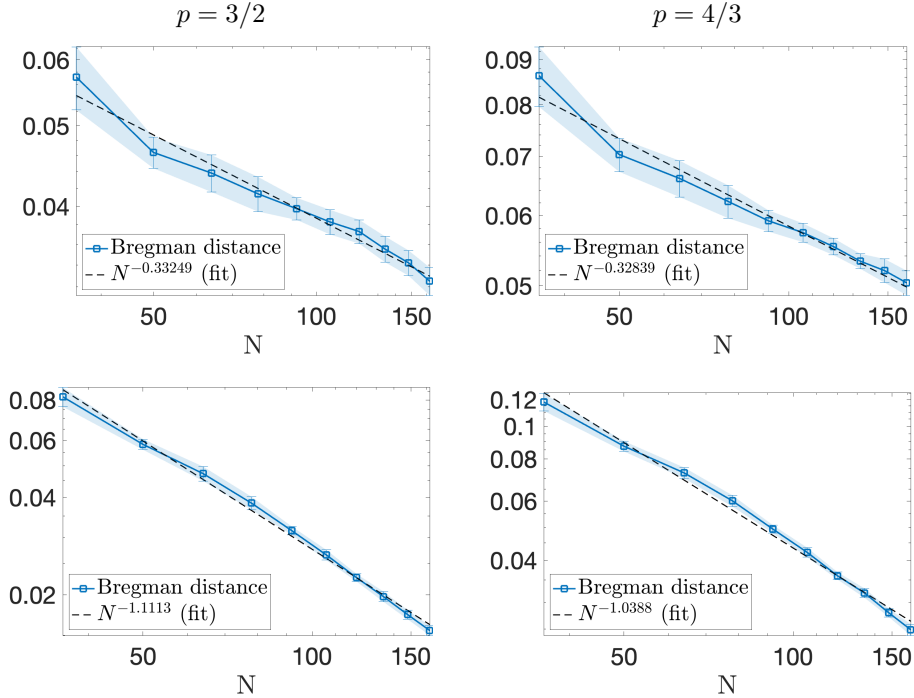 p = 3/2
p = 4/3
0.06
0.05
0.04
Bregman distance
N^{-0.33249} (fit)
50
100
150
N
0.09
0.08
0.07
0.06
0.05
Bregman distance
N^{-0.32839} (fit)
50
100
150
N
0.08
0.06
0.04
0.02
Bregman distance
N^{-1.1113} (fit)
50
100
150
N
0.12
0.1
0.08
0.06
0.04
Bregman distance
N^{-1.0388} (fit)
50
100
150
N